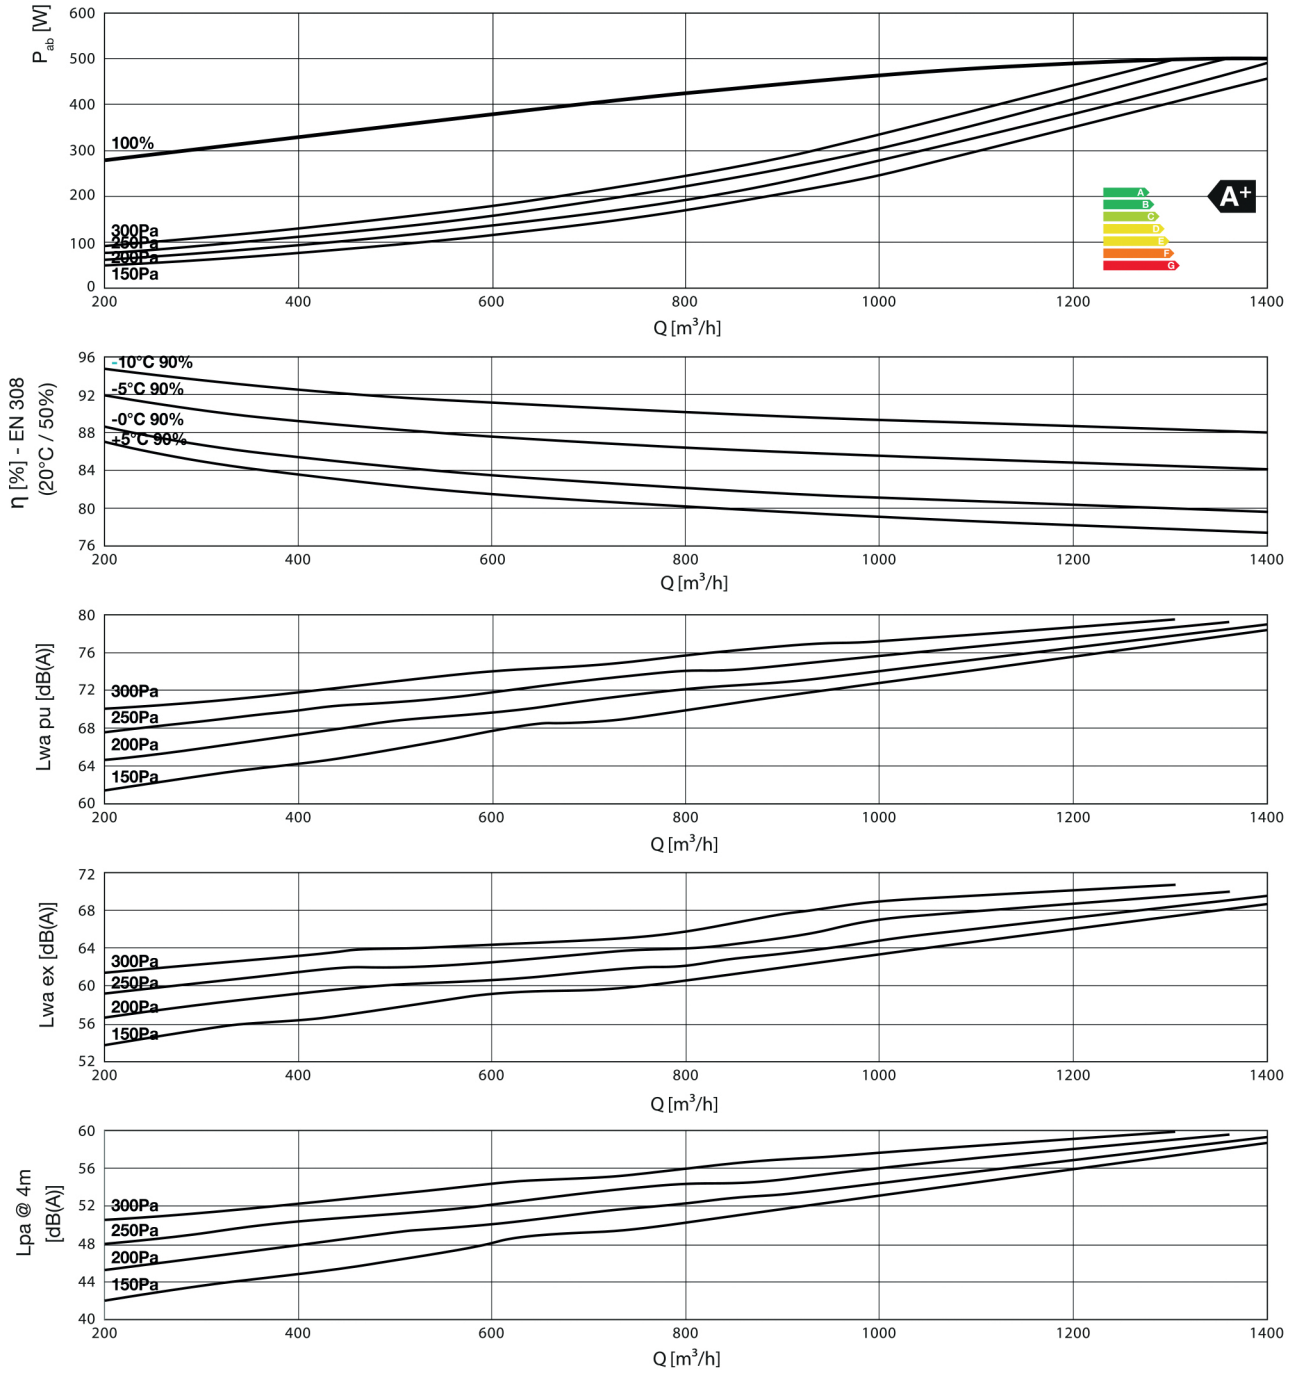 P_ab [W]
600
500
400
300
200
100
0
100%
300Pa
250Pa
200Pa
150Pa
A
B
C
D
E
F
G
A+
200 400 600 800 1000 1200 1400
Q [m³/h]
η [%] - EN 308
(20°C / 50%)
96
92
88
84
80
76
-10°C 90%
-5°C 90%
-0°C 90%
+5°C 90%
200 400 600 800 1000 1200 1400
Q [m³/h]
Lwa pu [dB(A)]
80
76
72
68
64
60
300Pa
250Pa
200Pa
150Pa
200 400 600 800 1000 1200 1400
Q [m³/h]
Lwa ex [dB(A)]
72
68
64
60
56
52
300Pa
250Pa
200Pa
150Pa
200 400 600 800 1000 1200 1400
Q [m³/h]
Lpa @ 4m
[dB(A)]
60
56
52
48
44
40
300Pa
250Pa
200Pa
150Pa
200 400 600 800 1000 1200 1400
Q [m³/h]